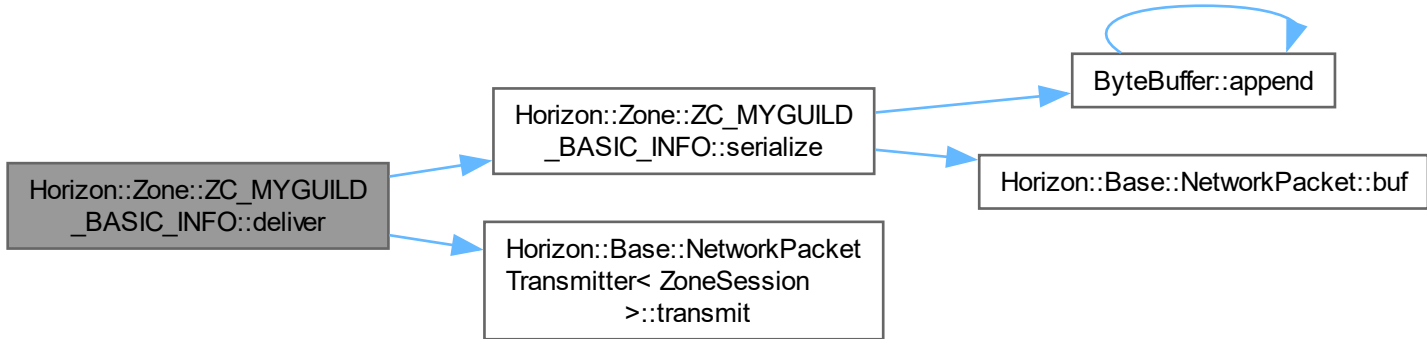 Horizon::Zone::ZC_MYGUILD
_BASIC_INFO::deliver
Horizon::Zone::ZC_MYGUILD
_BASIC_INFO::serialize
ByteBuffer::append
Horizon::Base::NetworkPacket::buf
Horizon::Base::NetworkPacket
Transmitter< ZoneSession
>::transmit